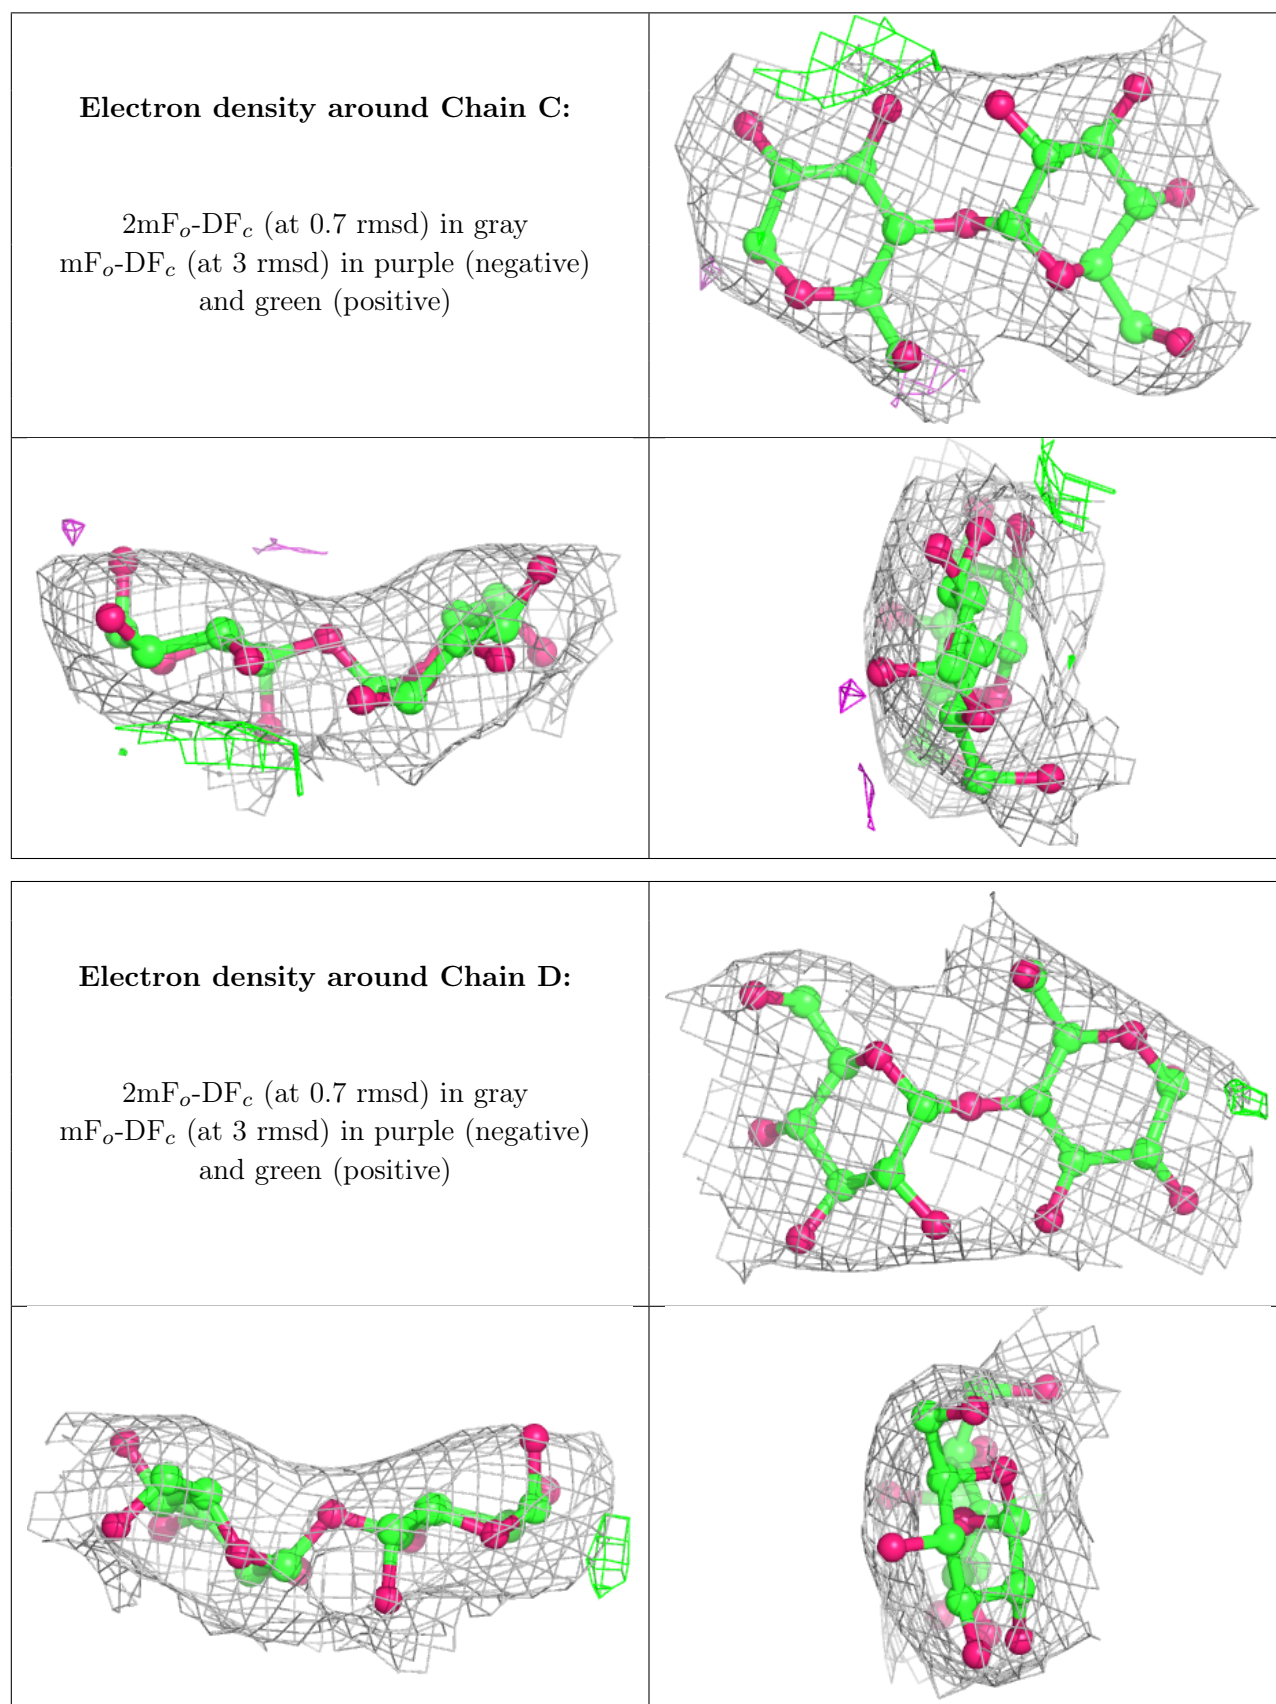 Electron density around Chain C:
2mFₒ-DF𝒸 (at 0.7 rmsd) in gray
mFₒ-DF𝒸 (at 3 rmsd) in purple (negative)
and green (positive)
Electron density around Chain D:
2mFₒ-DF𝒸 (at 0.7 rmsd) in gray
mFₒ-DF𝒸 (at 3 rmsd) in purple (negative)
and green (positive)